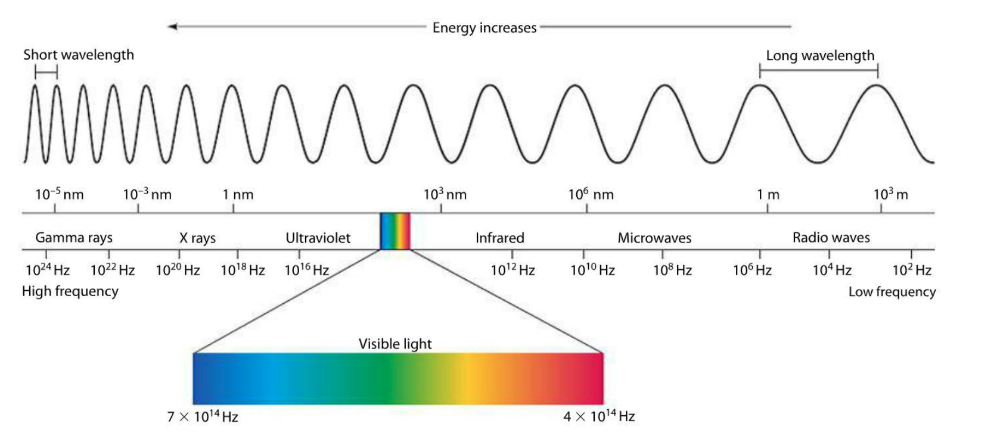 Energy increases
Short wavelength
Long wavelength
10⁻⁵ nm 10⁻³ nm 1 nm 10³ nm 10⁶ nm 1 m 10³ m
Gamma rays X rays Ultraviolet Infrared Microwaves Radio waves
10²⁴ Hz 10²² Hz 10²⁰ Hz 10¹⁸ Hz 10¹⁶ Hz 10¹² Hz 10¹⁰ Hz 10⁸ Hz 10⁶ Hz 10⁴ Hz 10² Hz
High frequency Low frequency
Visible light
7 × 10¹⁴ Hz 4 × 10¹⁴ Hz